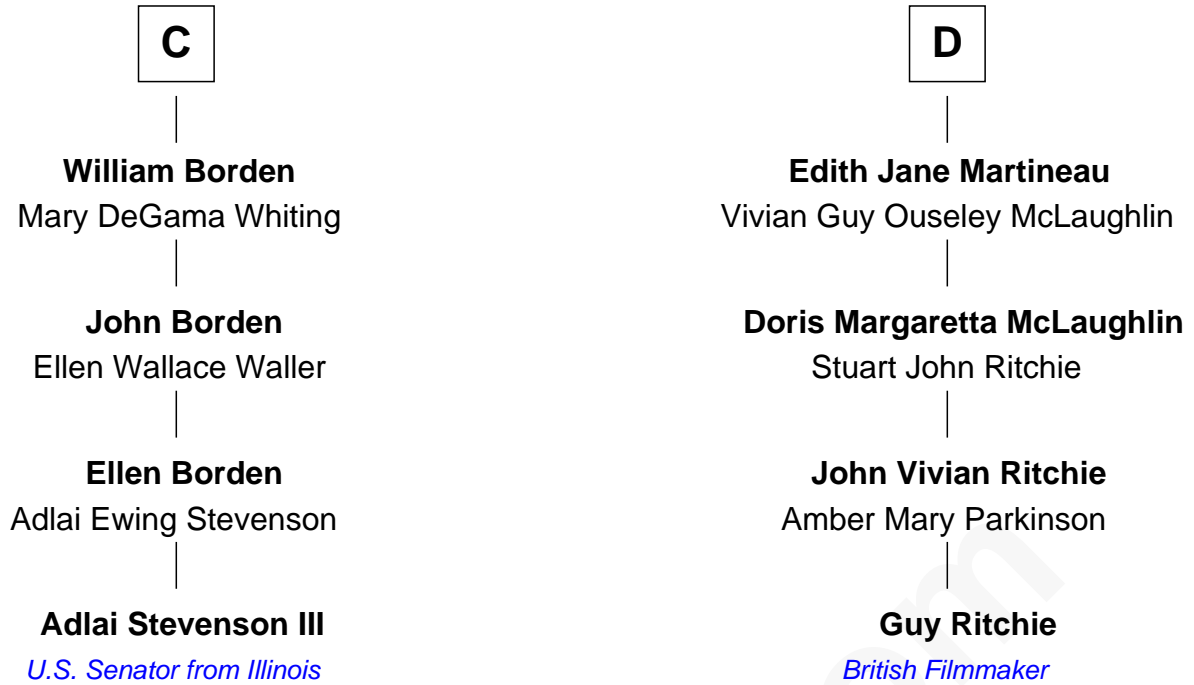 C
D
William Borden
Mary DeGama Whiting
Edith Jane Martineau
Vivian Guy Ouseley McLaughlin
John Borden
Ellen Wallace Waller
Doris Margaretta McLaughlin
Stuart John Ritchie
Ellen Borden
Adlai Ewing Stevenson
John Vivian Ritchie
Amber Mary Parkinson
Adlai Stevenson III
U.S. Senator from Illinois
Guy Ritchie
British Filmmaker